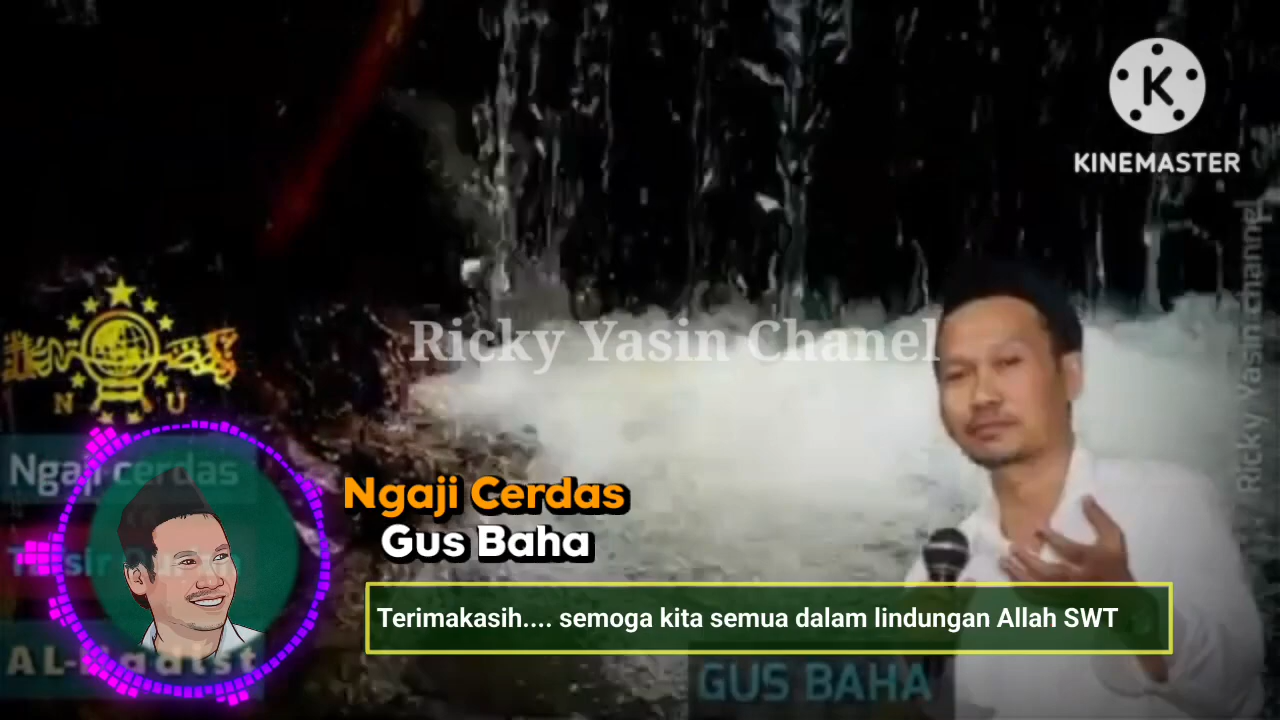 KINEMASTER
Ricky Yasin Chanel
Ricky Yasin channel
N U
Ngaji cerdas
Ngaji Cerdas
Gus Baha
Terimakasih.... semoga kita semua dalam lindungan Allah SWT
GUS BAHA